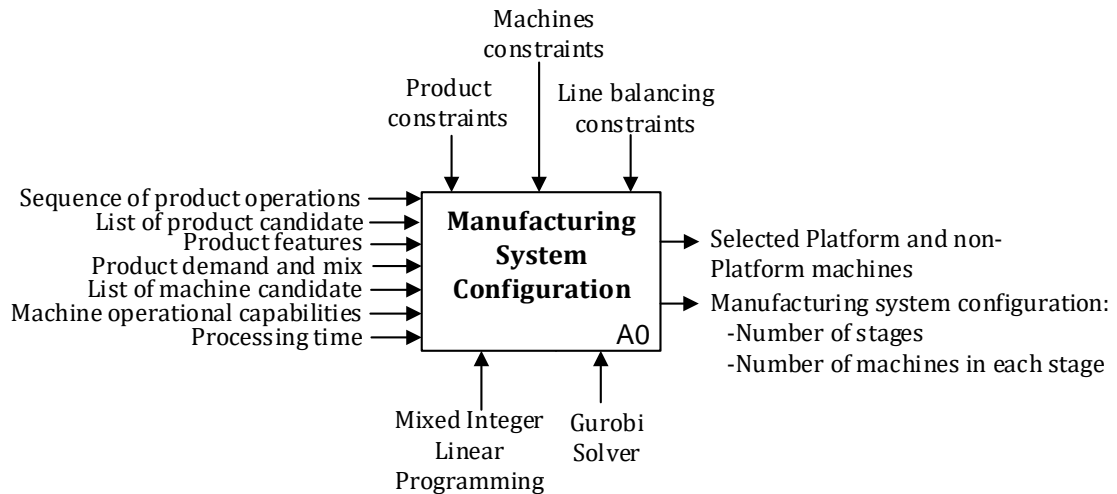 Machines
constraints
Product
constraints
Line balancing
constraints
Sequence of product operations
List of product candidate
Product features
Product demand and mix
List of machine candidate
Machine operational capabilities
Processing time
Manufacturing
System
Configuration
A0
Selected Platform and non-
Platform machines
Manufacturing system configuration:
-Number of stages
-Number of machines in each stage
Mixed Integer
Linear
Programming
Gurobi
Solver